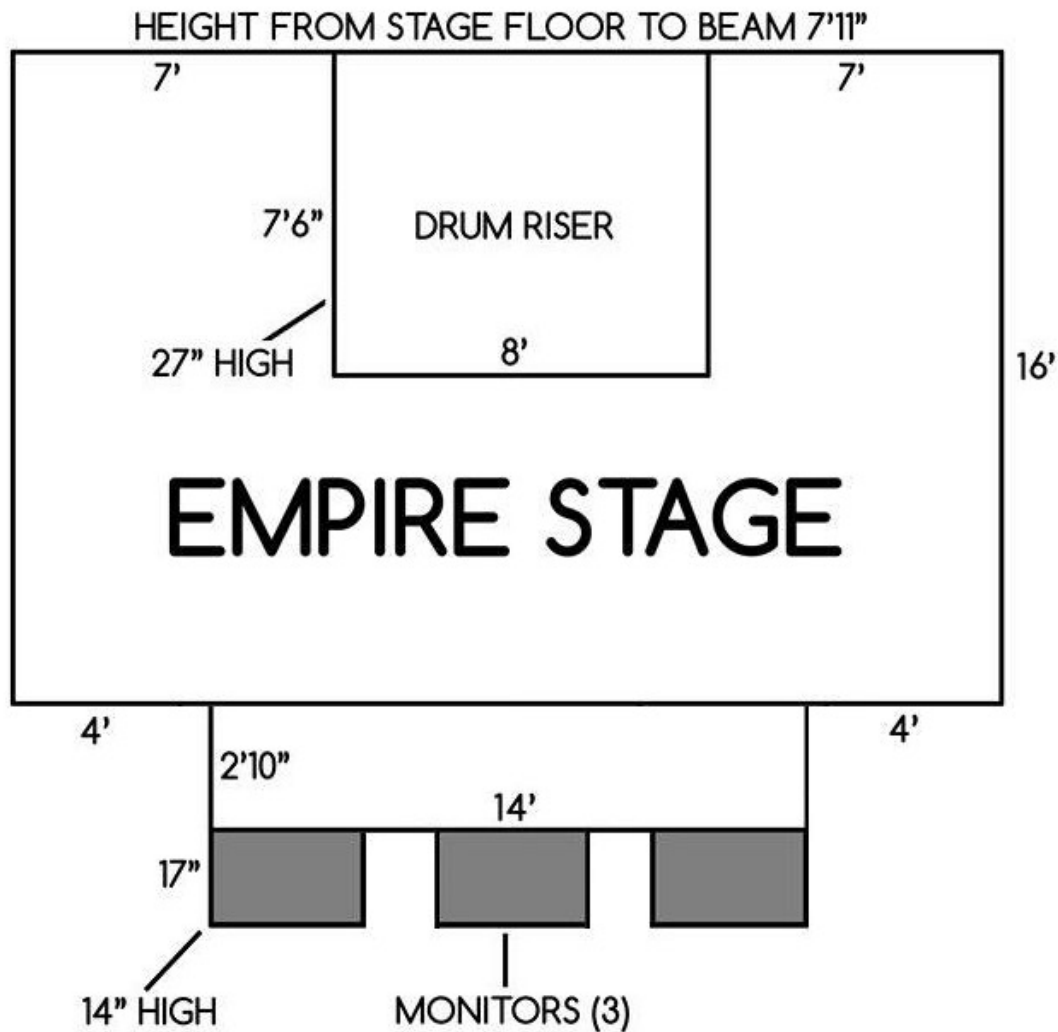 HEIGHT FROM STAGE FLOOR TO BEAM 7'11”
7'
7'
7'6”
DRUM RISER
27” HIGH
8'
16'
EMPIRE STAGE
4'
4'
2'10”
14'
17”
14” HIGH
MONITORS (3)